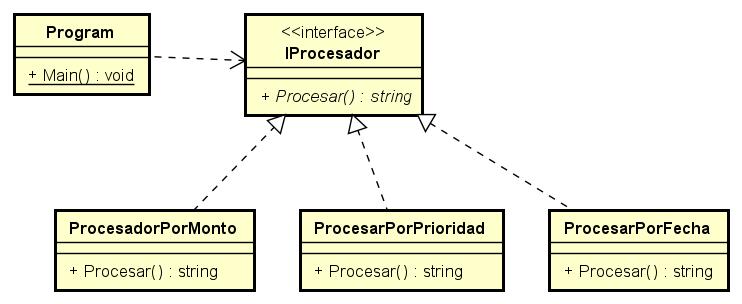 Program
+ Main() : void
<<interface>>
IProcesador
+ Procesar() : string
ProcesadorPorMonto
+ Procesar() : string
ProcesarPorPrioridad
+ Procesar() : string
ProcesarPorFecha
+ Procesar() : string